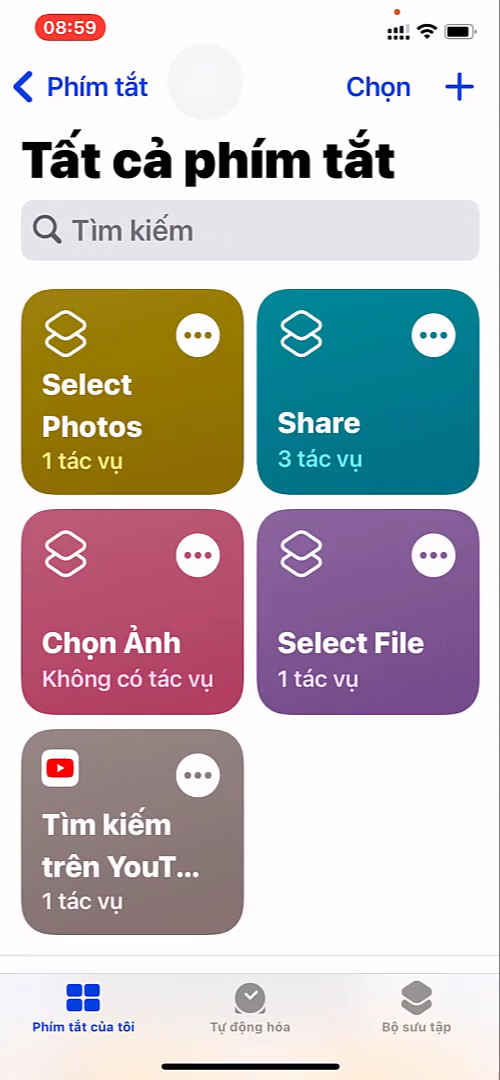 08:59
Phím tắt
Chọn
Tất cả phím tắt
Tìm kiếm
Select
Photos
1 tác vụ
Share
3 tác vụ
Chọn Ảnh
Không có tác vụ
Select File
1 tác vụ
Tìm kiếm
trên YouT...
1 tác vụ
Phím tắt của tôi
Tự động hóa
Bộ sưu tập